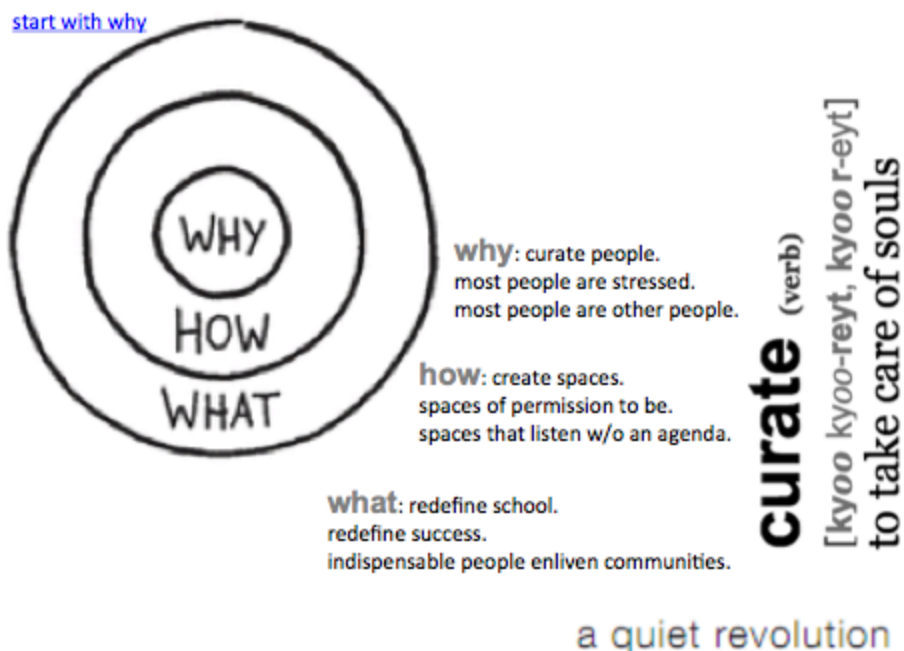 start with why
WHY
HOW
WHAT
why: curate people.
most people are stressed.
most people are other people.
how: create spaces.
spaces of permission to be.
spaces that listen w/o an agenda.
what: redefine school.
redefine success.
indispensable people enliven communities.
curate (verb)
[kyoo kyoo-reyt, kyoo r-eyt]
to take care of souls
a quiet revolution